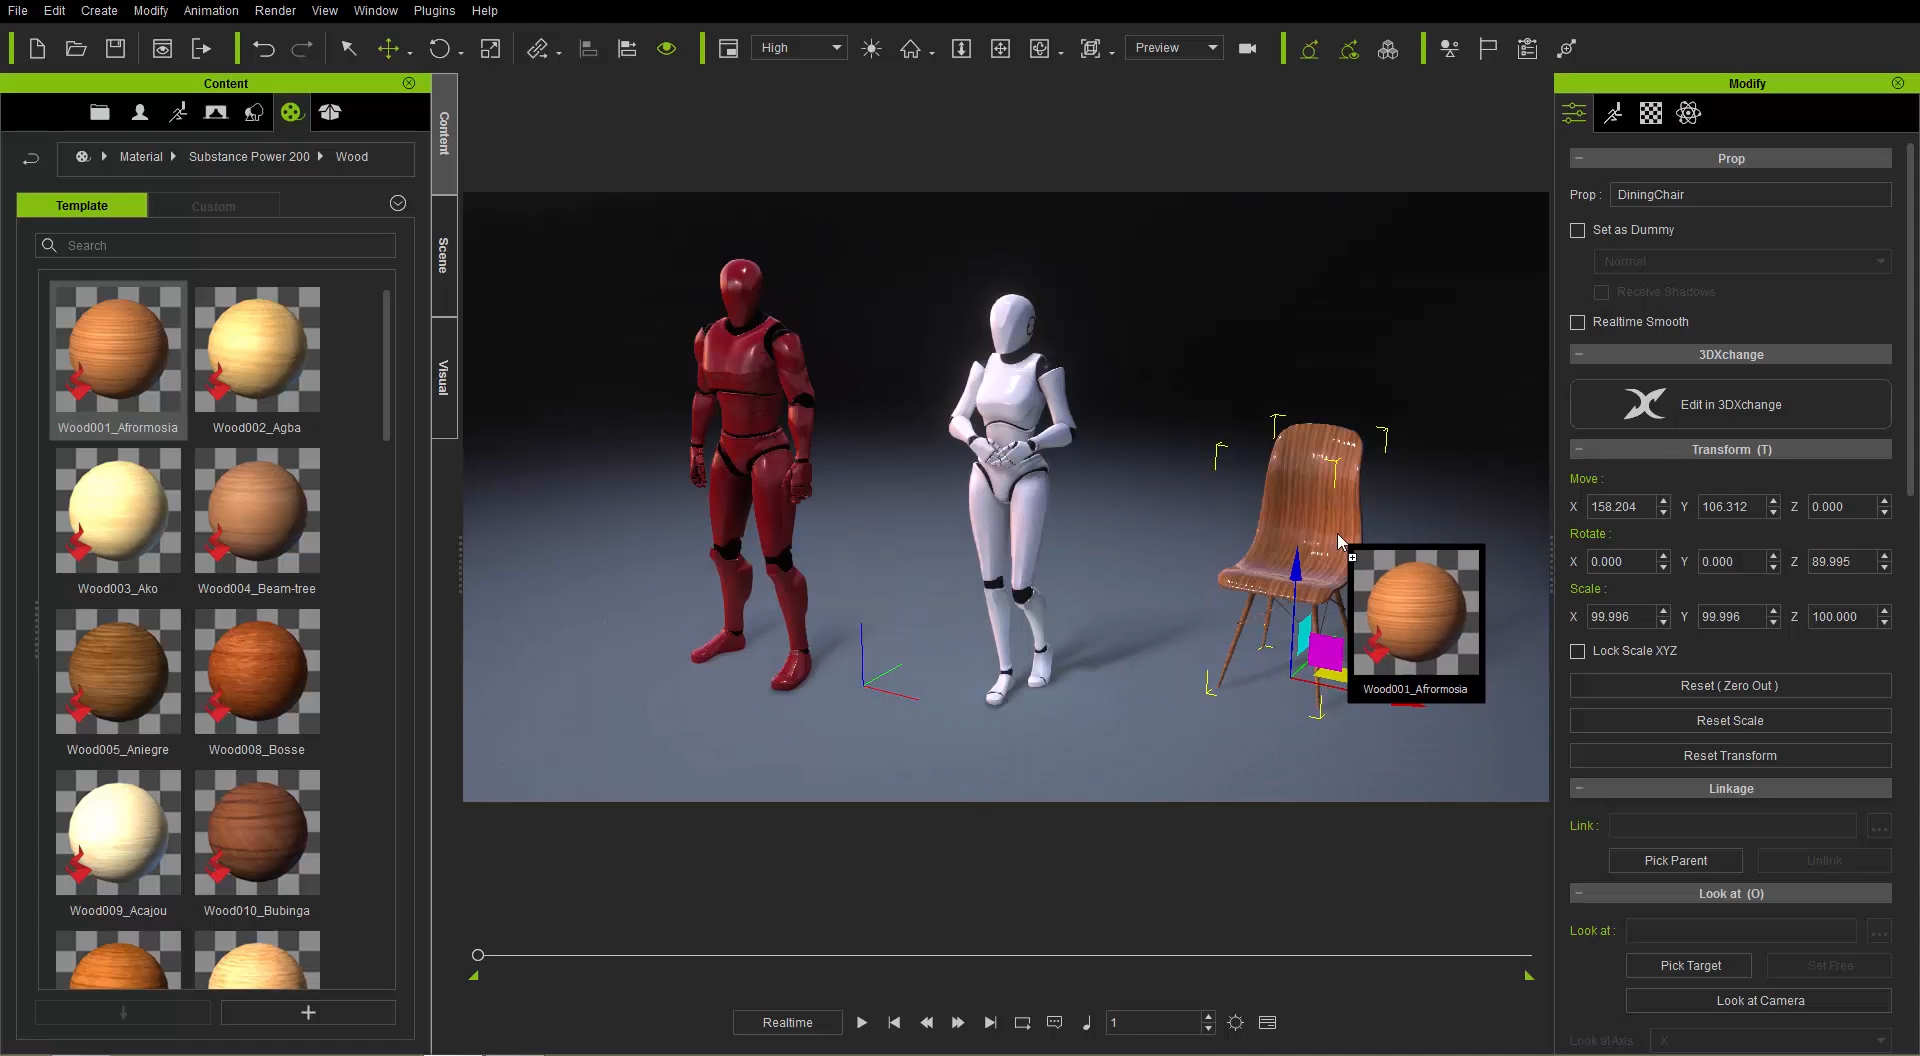 File Edit Create Modify Animation Render View Window Plugins Help
High
Preview
Content
Modify
Material Substance Power 200 Wood
Template Custom
Search
Wood001_Afrormosia Wood002_Agba
Wood003_Ako Wood004_Beam-tree
Wood005_Aniegre Wood008_Bosse
Wood009_Acajou Wood010_Bubinga
Content
Scene
Visual
Wood001_Afrormosia
Realtime
1
Prop
Prop : DiningChair
Set as Dummy
Normal
Receive Shadows
Realtime Smooth
3DXchange
Edit in 3DXchange
Transform (T)
Move :
X 158.204 Y 106.312 Z 0.000
Rotate :
X 0.000 Y 0.000 Z 89.995
Scale :
X 99.996 Y 99.996 Z 100.000
Lock Scale XYZ
Reset ( Zero Out )
Reset Scale
Reset Transform
Linkage
Link : ...
Pick Parent Unlink
Look at (O)
Look at : ...
Pick Target Set Free
Look at Camera
Look at Axis : X